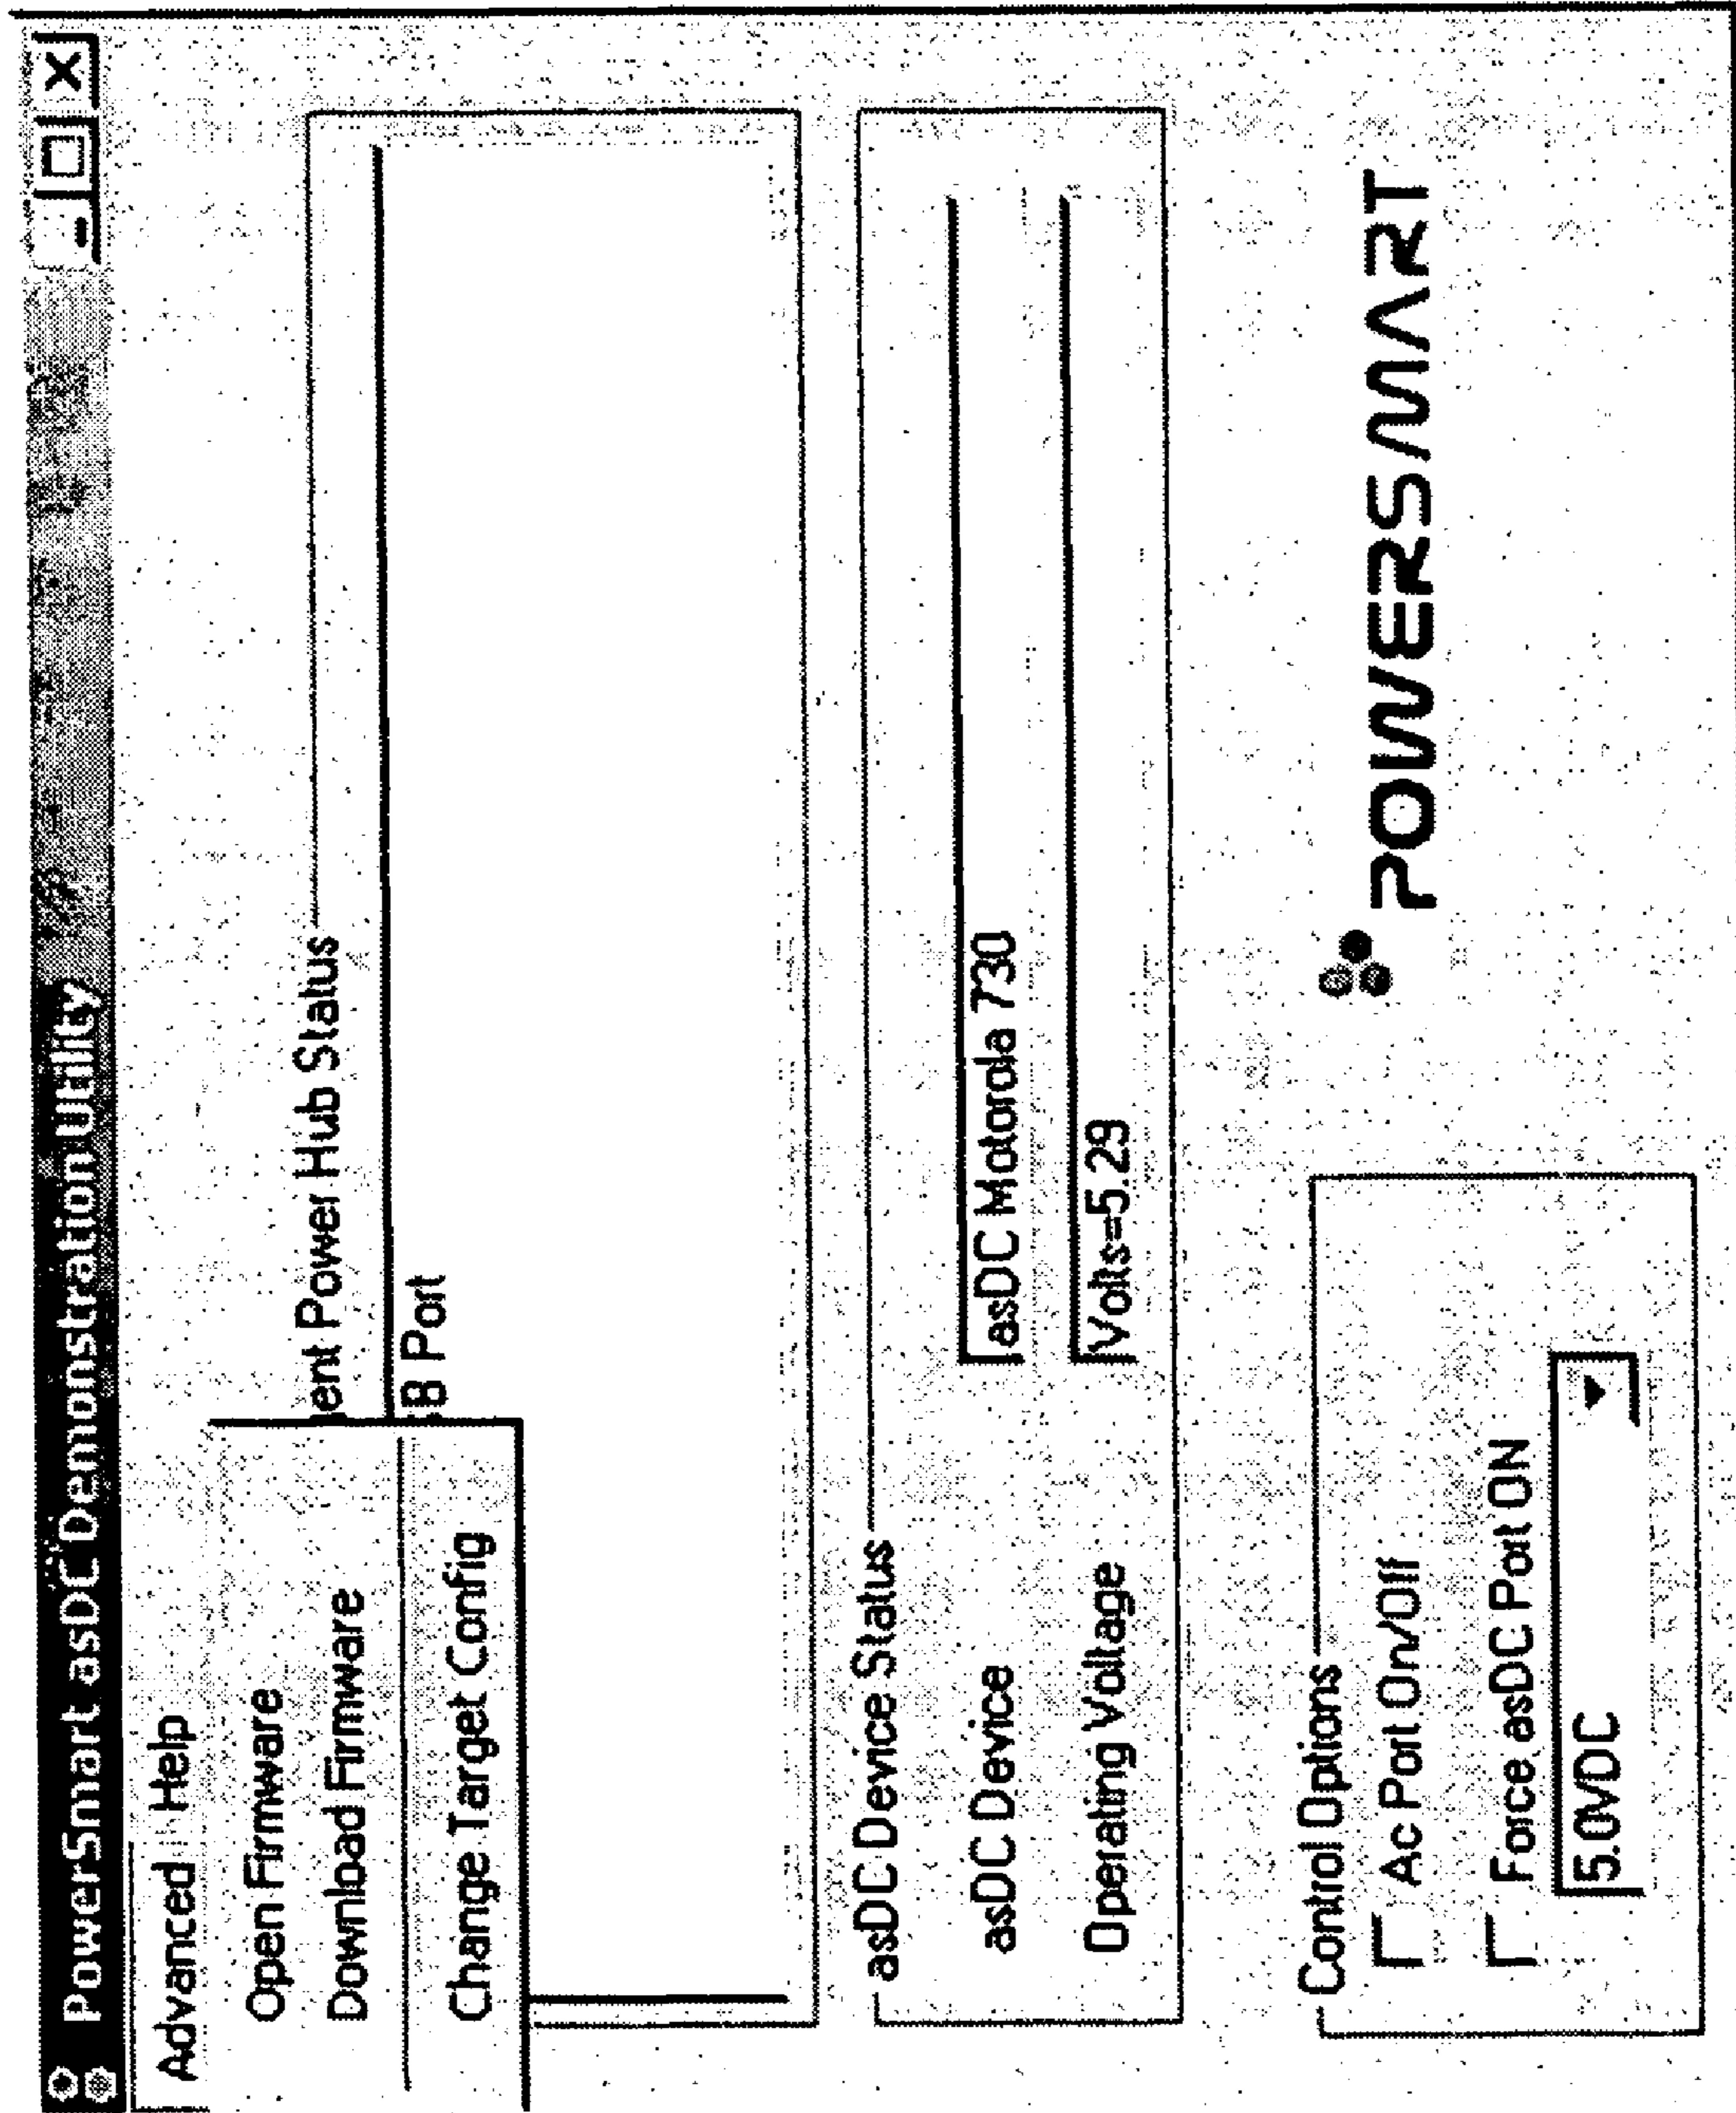 PowerSmart asDC Demonstration Utility
Advanced Help
Open Firmware
Download Firmware
Change Target Config
ent Power Hub Status
B Port
asDC Device Status
asDC Device
asDC Motorola 730
Operating Voltage
Volts=5.29
Control Options
Ac Port On/Off
Force asDC Port ON
5.0VDC
POWERSMART